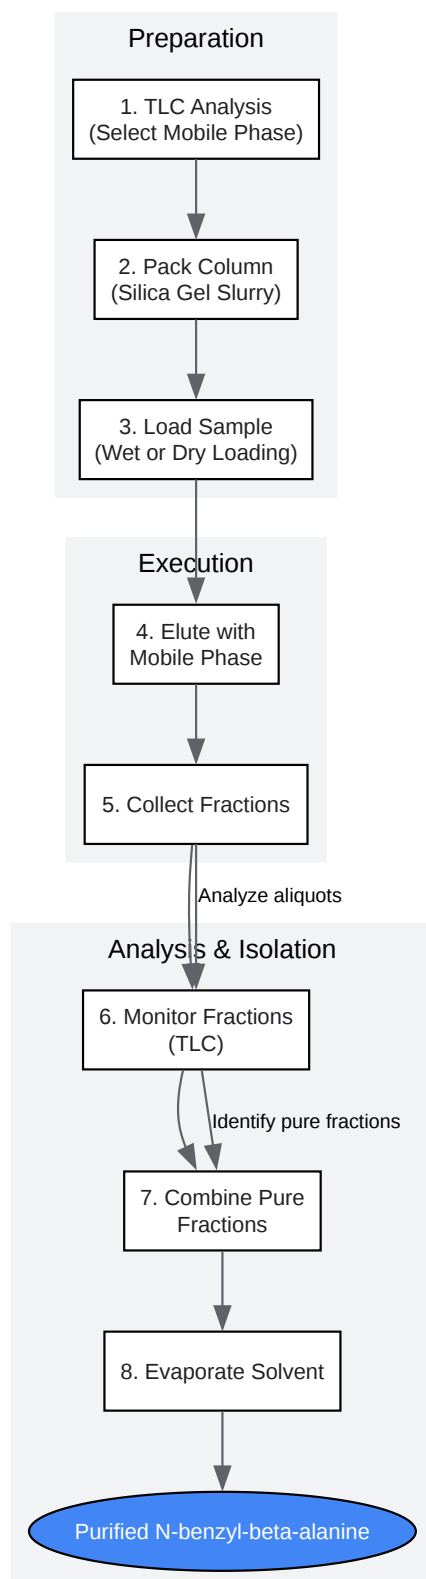 Preparation
1. TLC Analysis
(Select Mobile Phase)
2. Pack Column
(Silica Gel Slurry)
3. Load Sample
(Wet or Dry Loading)
Execution
4. Elute with
Mobile Phase
5. Collect Fractions
Analyze aliquots
Analysis & Isolation
6. Monitor Fractions
(TLC)
Identify pure fractions
7. Combine Pure
Fractions
8. Evaporate Solvent
Purified N-benzyl-beta-alanine